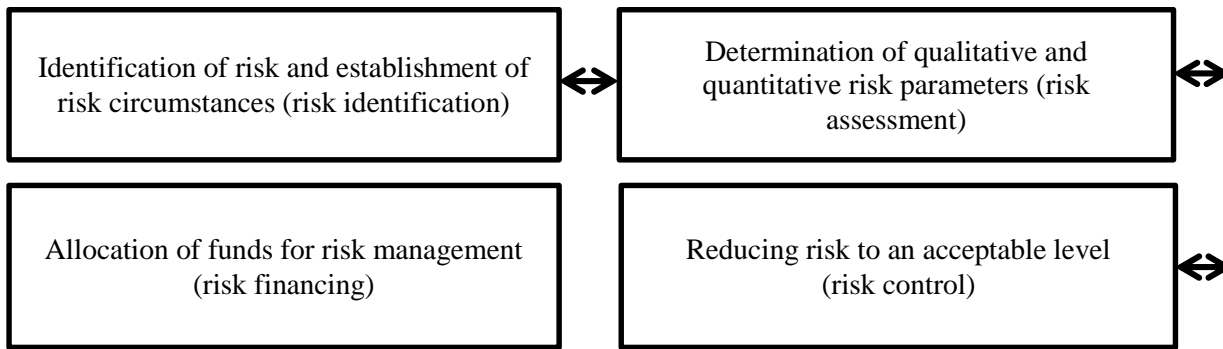 Identification of risk and establishment of
risk circumstances (risk identification)
Determination of qualitative and
quantitative risk parameters (risk
assessment)
Allocation of funds for risk management
(risk financing)
Reducing risk to an acceptable level
(risk control)